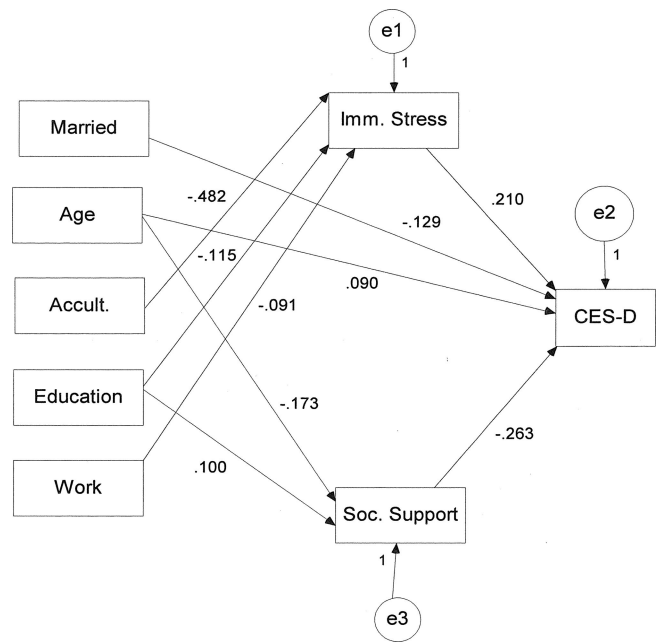 e1
1
Imm. Stress
Married
-.482
.210
Age
-.129
e2
-.115
1
.090
Accult.
-.091
CES-D
Education
-.173
-.263
.100
Work
Soc. Support
1
e3